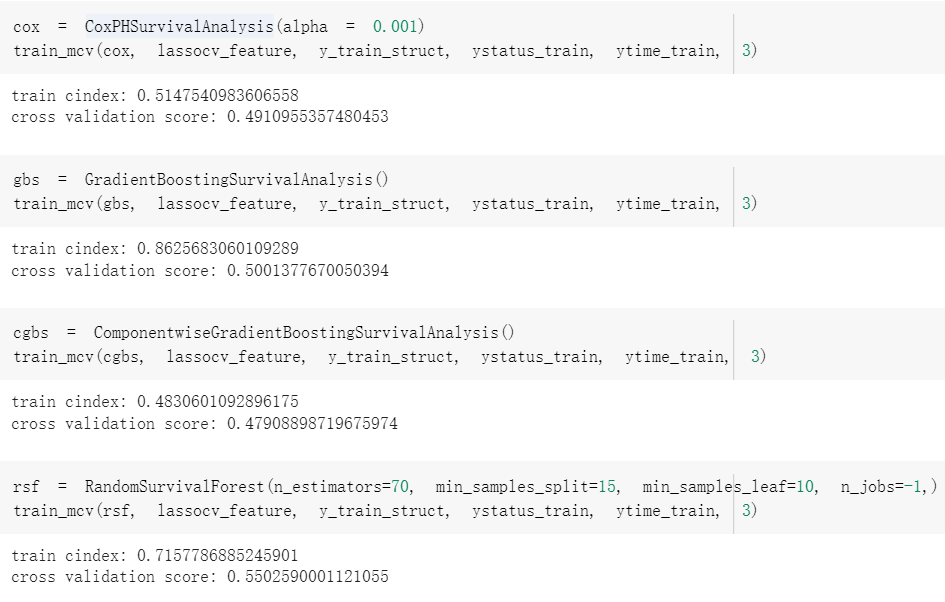 cox = CoxPHSurvivalAnalysis(alpha = 0.001)
train_mcv(cox, lassocv_feature, y_train_struct, ystatus_train, ytime_train, 3)
train cindex: 0.5147540983606558
cross validation score: 0.4910955357480453
gbs = GradientBoostingSurvivalAnalysis()
train_mcv(gbs, lassocv_feature, y_train_struct, ystatus_train, ytime_train, 3)
train cindex: 0.8625683060109289
cross validation score: 0.5001377670050394
cgbs = ComponentwiseGradientBoostingSurvivalAnalysis()
train_mcv(cgbs, lassocv_feature, y_train_struct, ystatus_train, ytime_train, 3)
train cindex: 0.4830601092896175
cross validation score: 0.47908898719675974
rsf = RandomSurvivalForest(n_estimators=70, min_samples_split=15, min_samples_leaf=10, n_jobs=-1,)
train_mcv(rsf, lassocv_feature, y_train_struct, ystatus_train, ytime_train, 3)
train cindex: 0.7157786885245901
cross validation score: 0.5502590001121055